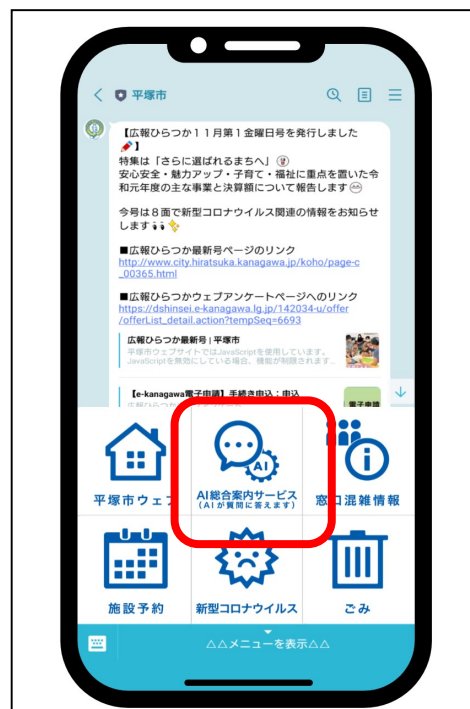 平塚市
【広報ひらつか１１月第１金曜日号を発行しました
】
特集は「さらに選ばれるまちへ」
安心安全・魅力アップ・子育て・福祉に重点を置いた令
和元年度の主な事業と決算額について報告します
今号は８面で新型コロナウイルス関連の情報をお知らせ
します
■広報ひらつか最新号ページのリンク
http://www.city.hiratsuka.kanagawa.jp/koho/page-c
_00365.html
■広報ひらつかウェブアンケートページへのリンク
https://dshinsei.e-kanagawa.lg.jp/142034-u/offer
/offerList_detail.action?tempSeq=6693
広報ひらつか最新号 | 平塚市
平塚市ウェブサイトではJavaScriptを使用しています。
JavaScriptを無効にしている場合、機能が制限されます...
【e-kanagawa電子申請】手続き申込：申込
電子申請
平塚市ウェブ
AI
AI総合案内サービス
(AIが質問に答えます)
窓口混雑情報
施設予約
新型コロナウイルス
ごみ
△△メニューを表示△△